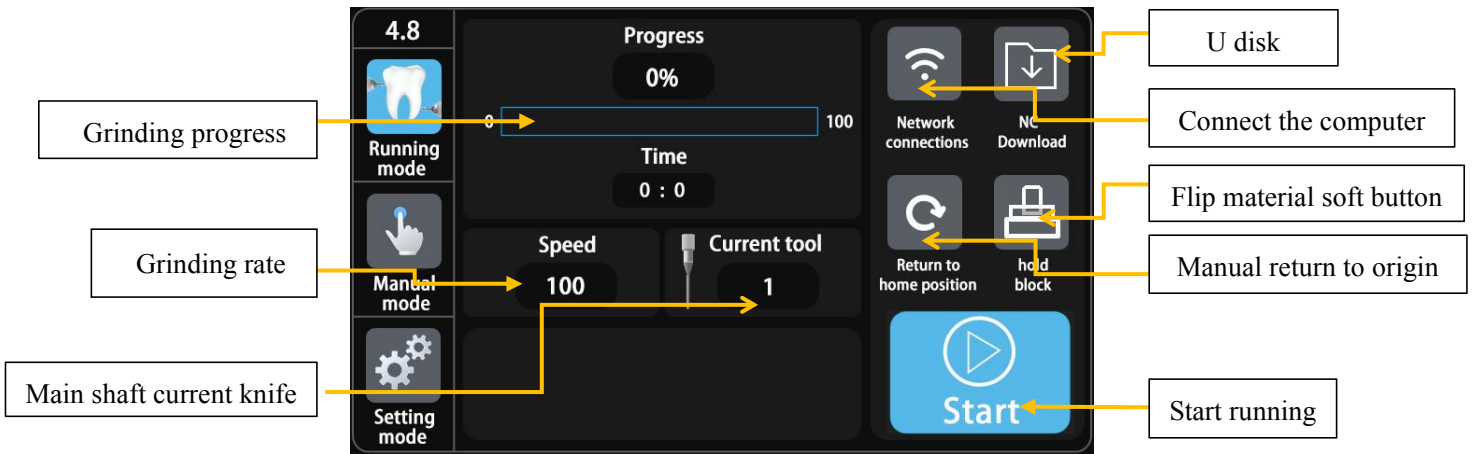 4.8
Running
mode
Manual
mode
Setting
mode
Progress
0%
0
100
Time
0 : 0
Speed
100
Current tool
1
Network
connections
NC
Download
Return to
home position
hold
block
Start
Grinding progress
Grinding rate
Main shaft current knife
U disk
Connect the computer
Flip material soft button
Manual return to origin
Start running